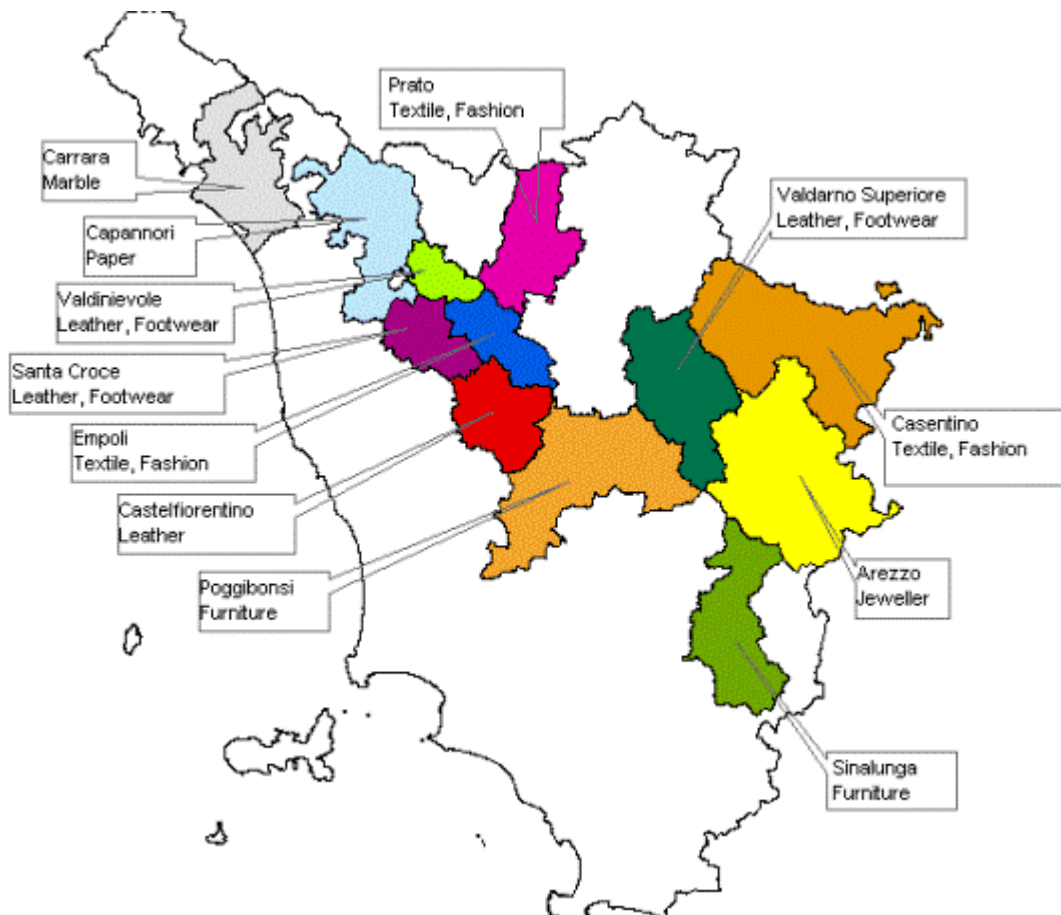 Prato
Textile, Fashion
Carrara
Marble
Valdarno Superiore
Leather, Footwear
Capannori
Paper
Valdinievole
Leather, Footwear
Santa Croce
Leather, Footwear
Casentino
Textile, Fashion
Empoli
Textile, Fashion
Castelfiorentino
Leather
Poggibonsi
Furniture
Arezzo
Jeweller
Sinalunga
Furniture